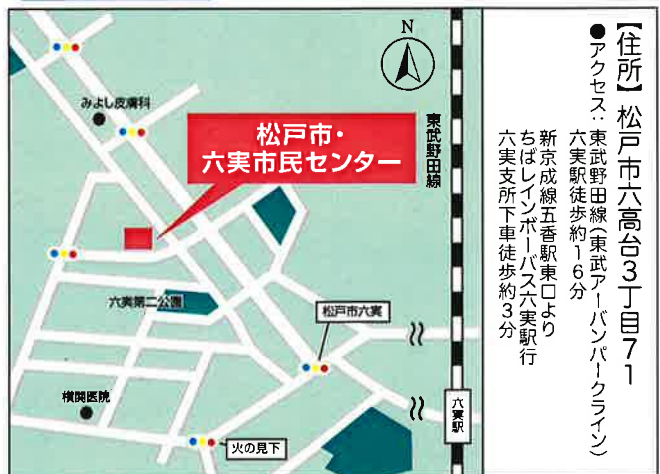 【住所】松戸市六高台3丁目71
●アクセス：東武野田線（東武アーバンパークライン）
六実駅徒歩約16分
新京成線五香駅東口より
ちばレインボーバス六実駅行
六実支所下車徒歩約3分
N
東武野田線
みよし皮膚科
松戸市・
六実市民センター
六実第二公園
松戸市六実
横関医院
火の見下
六実駅